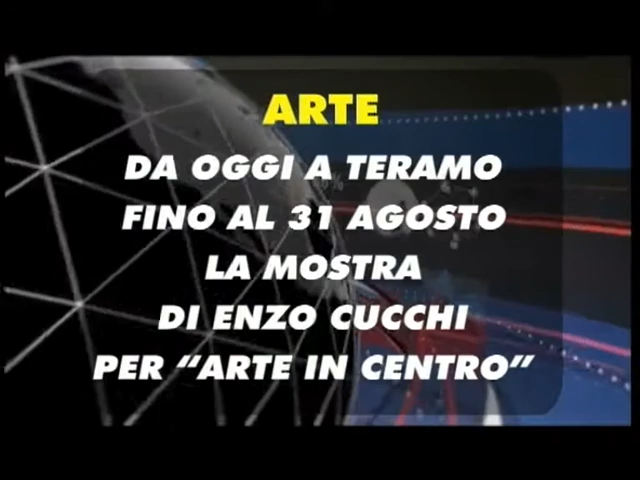 ARTE
DA OGGI A TERAMO
FINO AL 31 AGOSTO
LA MOSTRA
DI ENZO CUCCHI
PER “ARTE IN CENTRO”